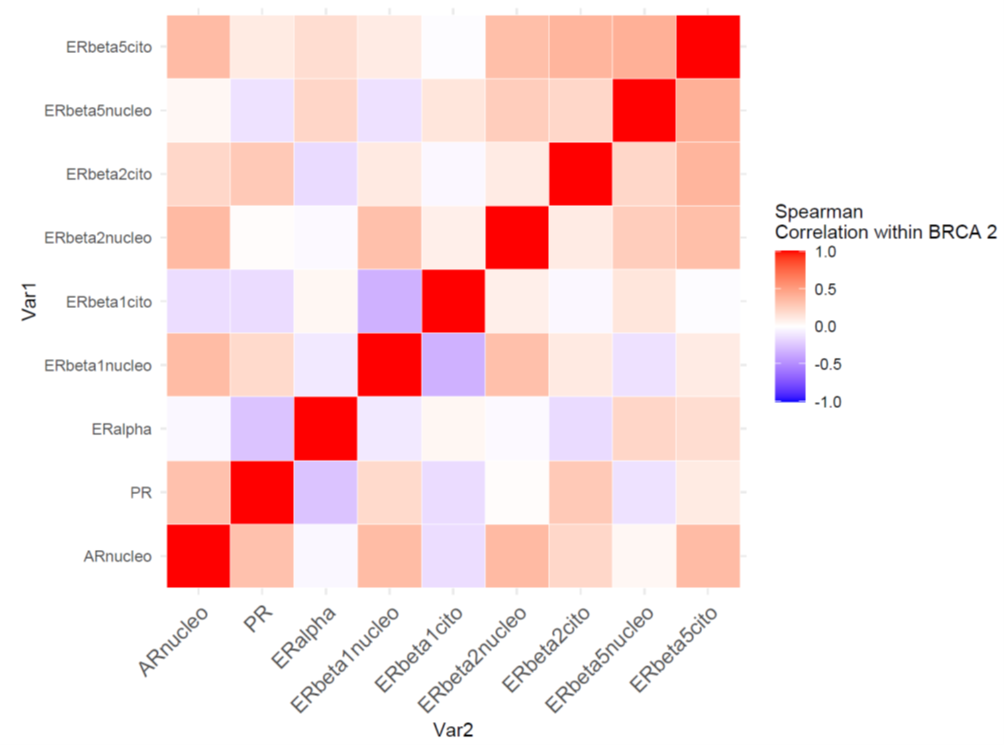 ERbeta5cito
ERbeta5nucleo
ERbeta2cito
ERbeta2nucleo
ERbeta1cito
ERbeta1nucleo
ERalpha
PR
ARnucleo
Var1
ARnucleo
PR
ERalpha
ERbeta1nucleo
ERbeta1cito
ERbeta2nucleo
ERbeta2cito
ERbeta5nucleo
ERbeta5cito
Var2
Spearman
Correlation within BRCA 2
1.0
0.5
0.0
-0.5
-1.0